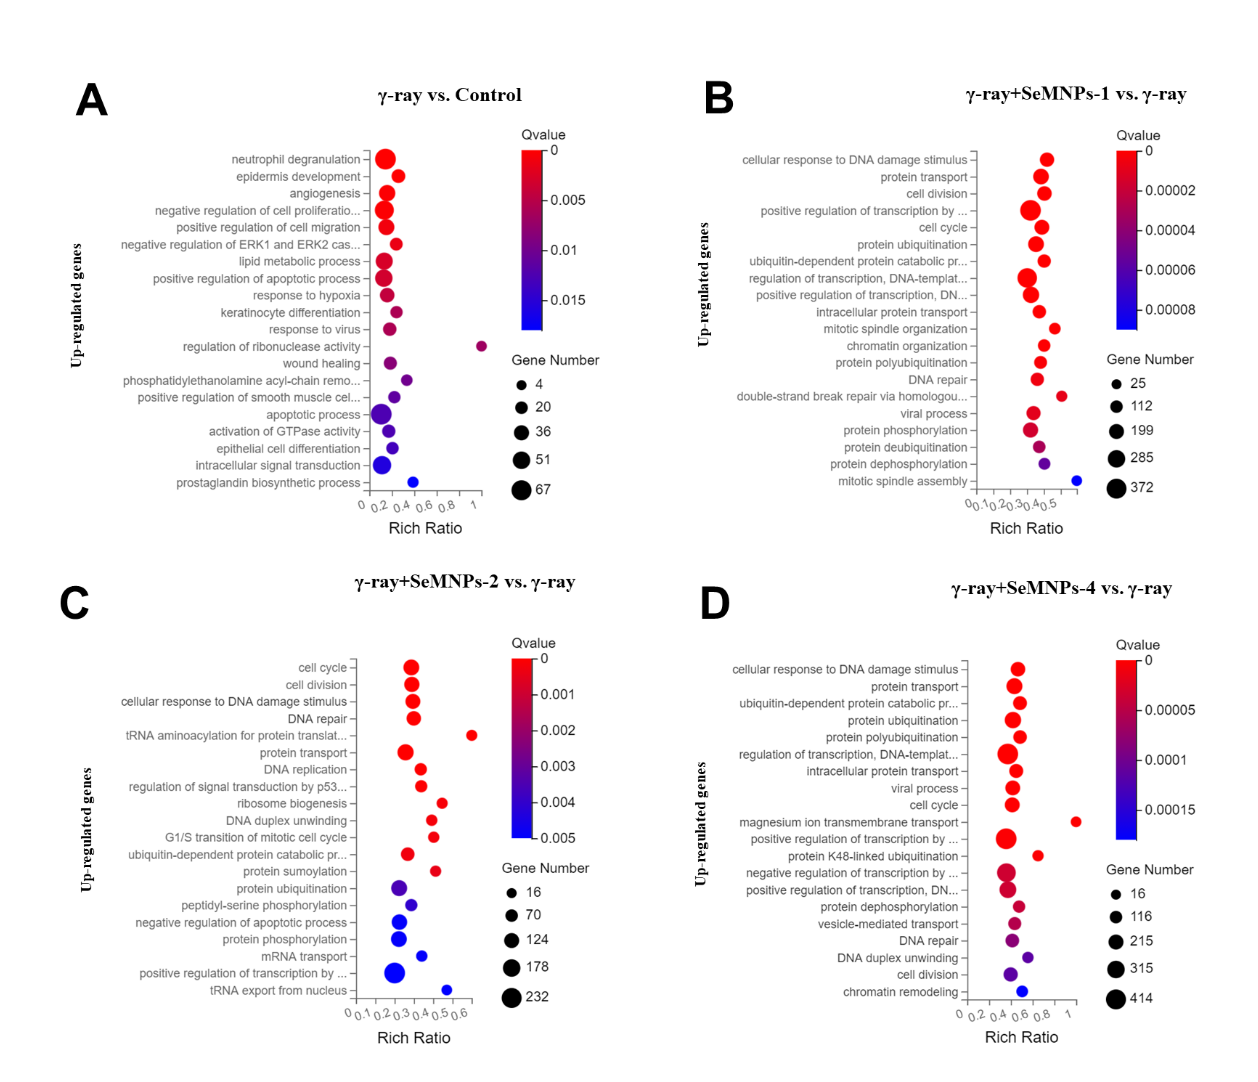 A
γ-ray vs. Control
Qvalue
0
0.005
0.01
0.015
Up-regulated genes
neutrophil degranulation
epidermis development
angiogenesis
negative regulation of cell proliferatio...
positive regulation of cell migration
negative regulation of ERK1 and ERK2 cas...
lipid metabolic process
positive regulation of apoptotic process
response to hypoxia
keratinocyte differentiation
response to virus
regulation of ribonuclease activity
wound healing
phosphatidylethanolamine acyl-chain remo...
positive regulation of smooth muscle cel...
apoptotic process
activation of GTPase activity
epithelial cell differentiation
intracellular signal transduction
prostaglandin biosynthetic process
Gene Number
4
20
36
51
67
0 0.2 0.4 0.6 0.8 1
Rich Ratio
B
γ-ray+SeMNPs-1 vs. γ-ray
Qvalue
0
0.00002
0.00004
0.00006
0.00008
Up-regulated genes
cellular response to DNA damage stimulus
protein transport
cell division
positive regulation of transcription by ...
cell cycle
protein ubiquitination
ubiquitin-dependent protein catabolic pr...
regulation of transcription, DNA-templat...
positive regulation of transcription, DN...
intracellular protein transport
mitotic spindle organization
chromatin organization
protein polyubiquitination
DNA repair
double-strand break repair via homologou...
viral process
protein phosphorylation
protein deubiquitination
protein dephosphorylation
mitotic spindle assembly
Gene Number
25
112
199
285
372
0 0.1 0.2 0.3 0.4 0.5
Rich Ratio
C
γ-ray+SeMNPs-2 vs. γ-ray
Qvalue
0
0.001
0.002
0.003
0.004
0.005
Up-regulated genes
cell cycle
cell division
cellular response to DNA damage stimulus
DNA repair
tRNA aminoacylation for protein translat...
protein transport
DNA replication
regulation of signal transduction by p53...
ribosome biogenesis
DNA duplex unwinding
G1/S transition of mitotic cell cycle
ubiquitin-dependent protein catabolic pr...
protein sumoylation
protein ubiquitination
peptidyl-serine phosphorylation
negative regulation of apoptotic process
protein phosphorylation
mRNA transport
positive regulation of transcription by ...
tRNA export from nucleus
Gene Number
16
70
124
178
232
0 0.1 0.2 0.3 0.4 0.5 0.6
Rich Ratio
D
γ-ray+SeMNPs-4 vs. γ-ray
Qvalue
0
0.00005
0.0001
0.00015
Up-regulated genes
cellular response to DNA damage stimulus
protein transport
ubiquitin-dependent protein catabolic pr...
protein ubiquitination
protein polyubiquitination
regulation of transcription, DNA-templat...
intracellular protein transport
viral process
cell cycle
magnesium ion transmembrane transport
positive regulation of transcription by ...
protein K48-linked ubiquitination
negative regulation of transcription by ...
positive regulation of transcription, DN...
protein dephosphorylation
vesicle-mediated transport
DNA repair
DNA duplex unwinding
cell division
chromatin remodeling
Gene Number
16
116
215
315
414
0 0.2 0.4 0.6 0.8 1
Rich Ratio